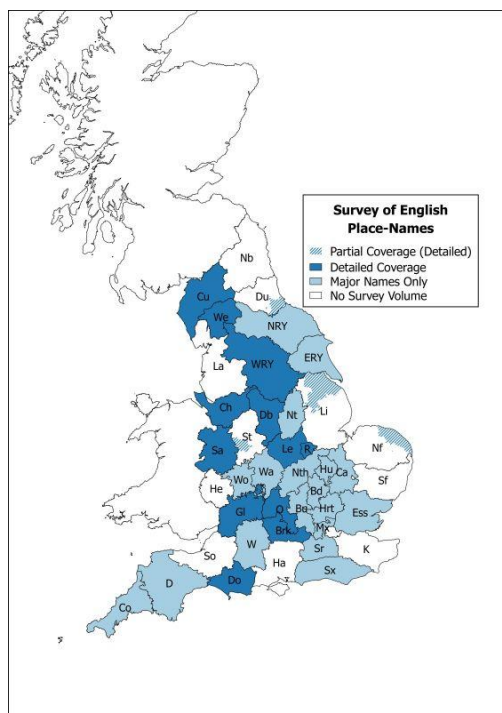 Survey of English
Place-Names
Partial Coverage (Detailed)
Detailed Coverage
Major Names Only
No Survey Volume
Nb
Cu
Du
We
NRY
ERY
La
WRY
Ch
Db
Nt
Li
St
Nf
Sa
Le
R
Sf
He
Wo
Wa
Nth
Hu
Ca
Bd
Gl
O
Bu
Hrt
Ess
Brk
Mx
So
W
Sr
K
Ha
Sx
D
Do
Co